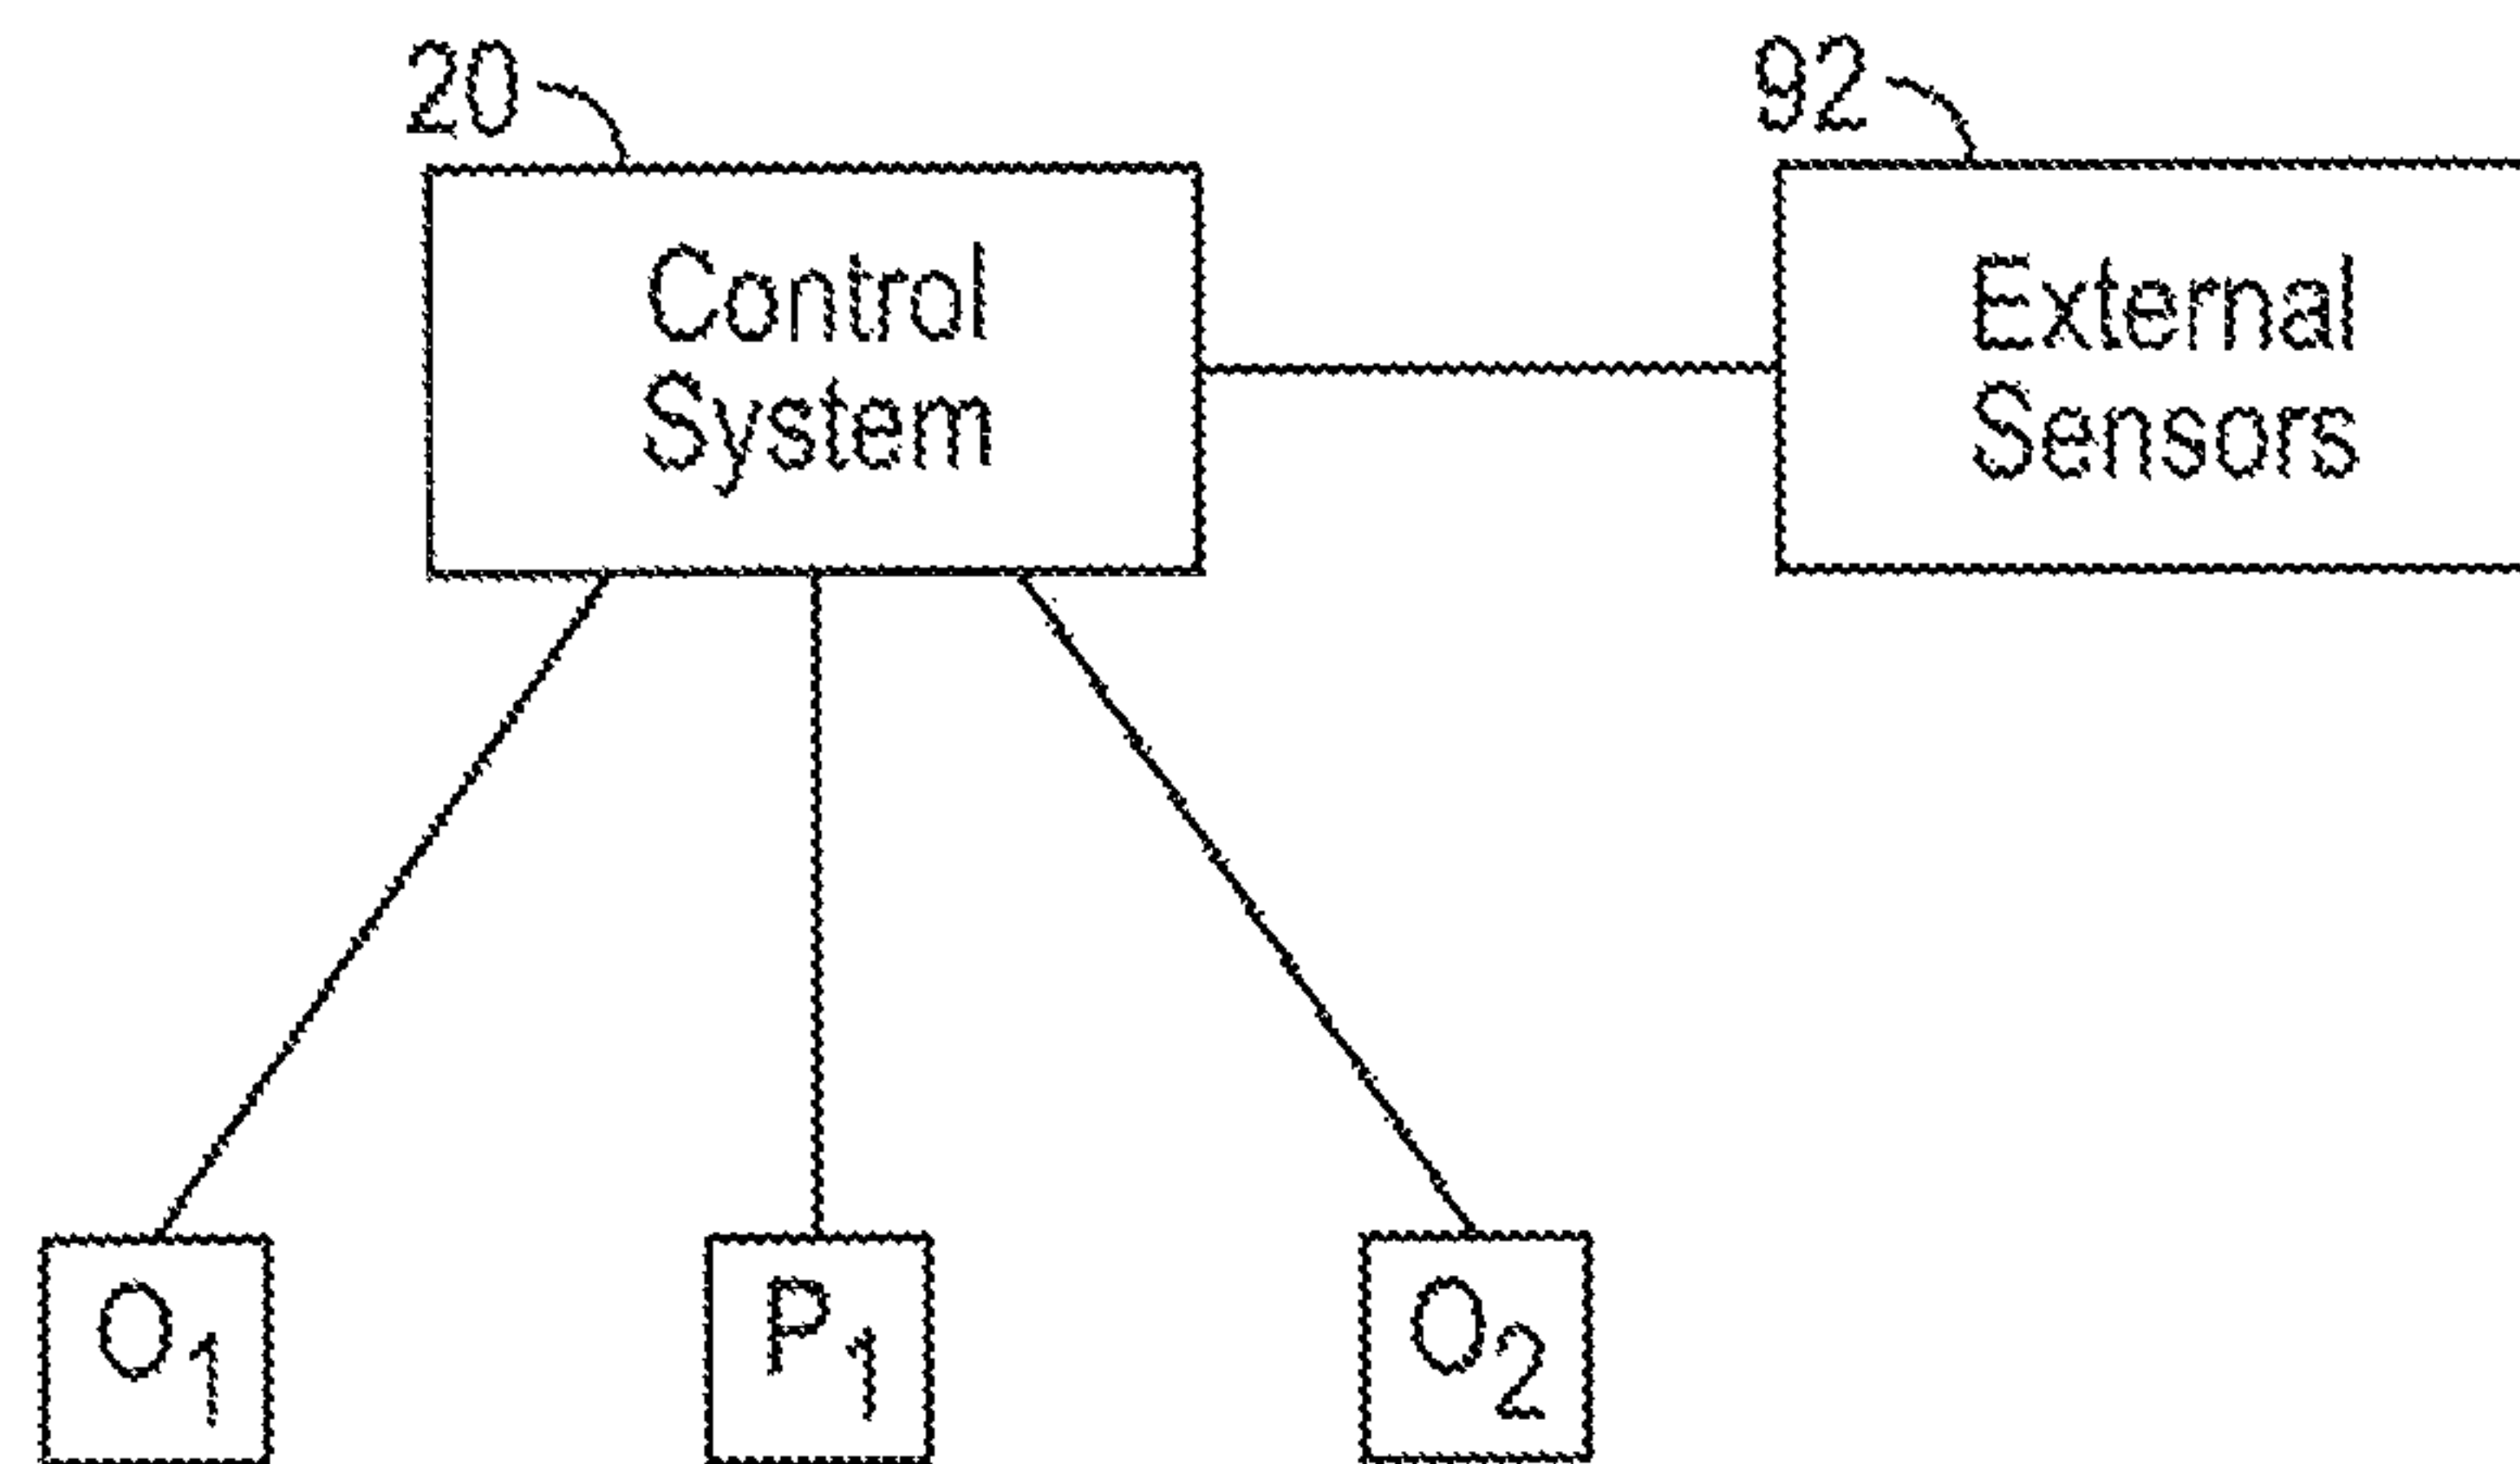 20
92
Control
System
External
Sensors
O1
P1
O2